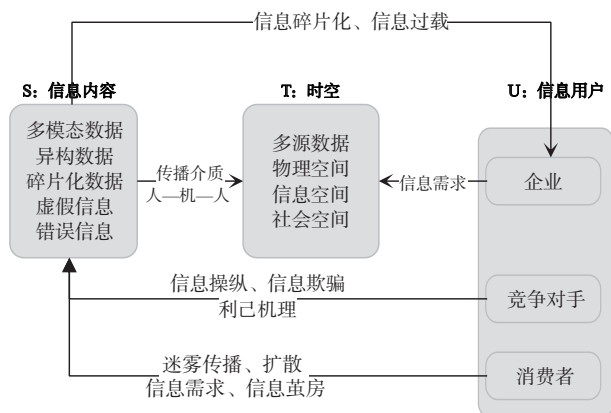 信息碎片化、信息过载
S：信息内容
T：时空
U：信息用户
多模态数据
异构数据
碎片化数据
虚假信息
错误信息
传播介质
人—机—人
多源数据
物理空间
信息空间
社会空间
信息需求
企业
信息操纵、信息欺骗
利己机理
竞争对手
迷雾传播、扩散
信息需求、信息茧房
消费者